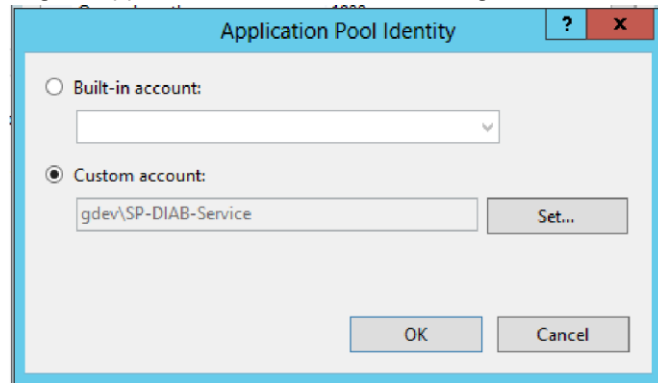 Application Pool Identity
?
x
Built-in account:
Custom account:
gdev\SP-DIAB-Service
Set...
OK
Cancel